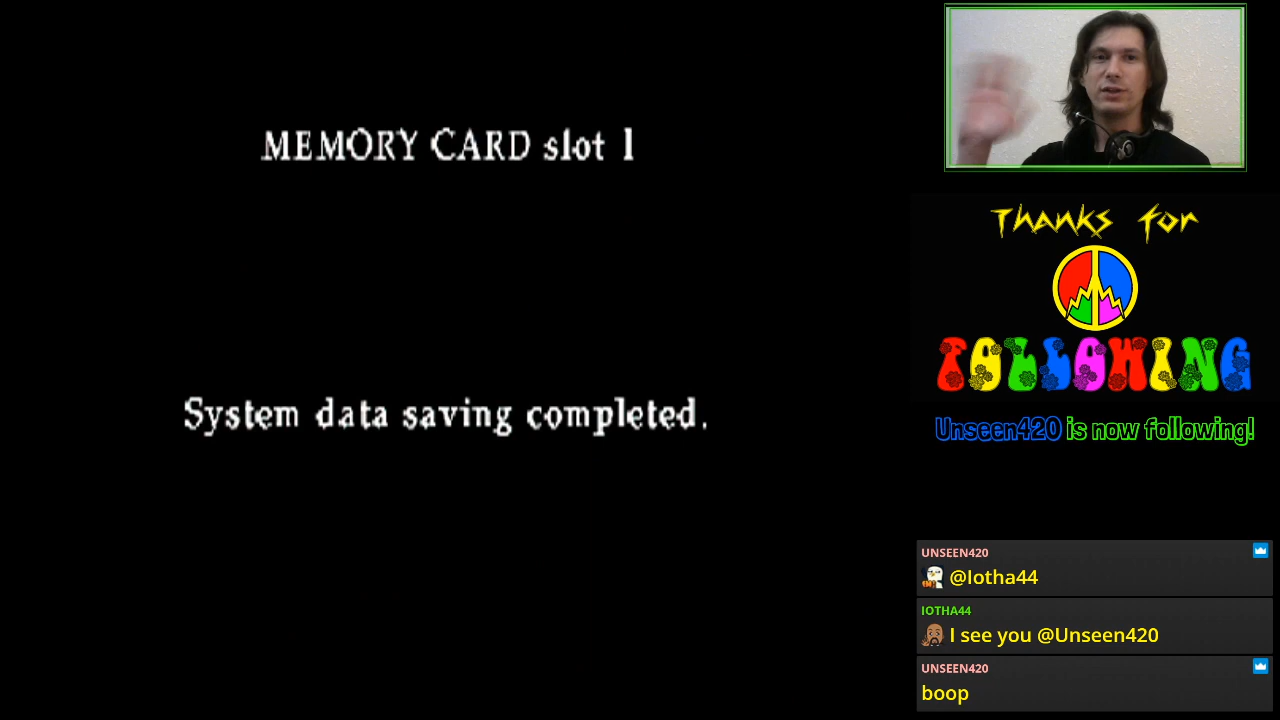 MEMORY CARD slot 1
System data saving completed.
THANKS FOR
FOLLOWING
Unseen420 is now following!
UNSEEN420
@Iotha44
IOTHA44
I see you @Unseen420
UNSEEN420
boop